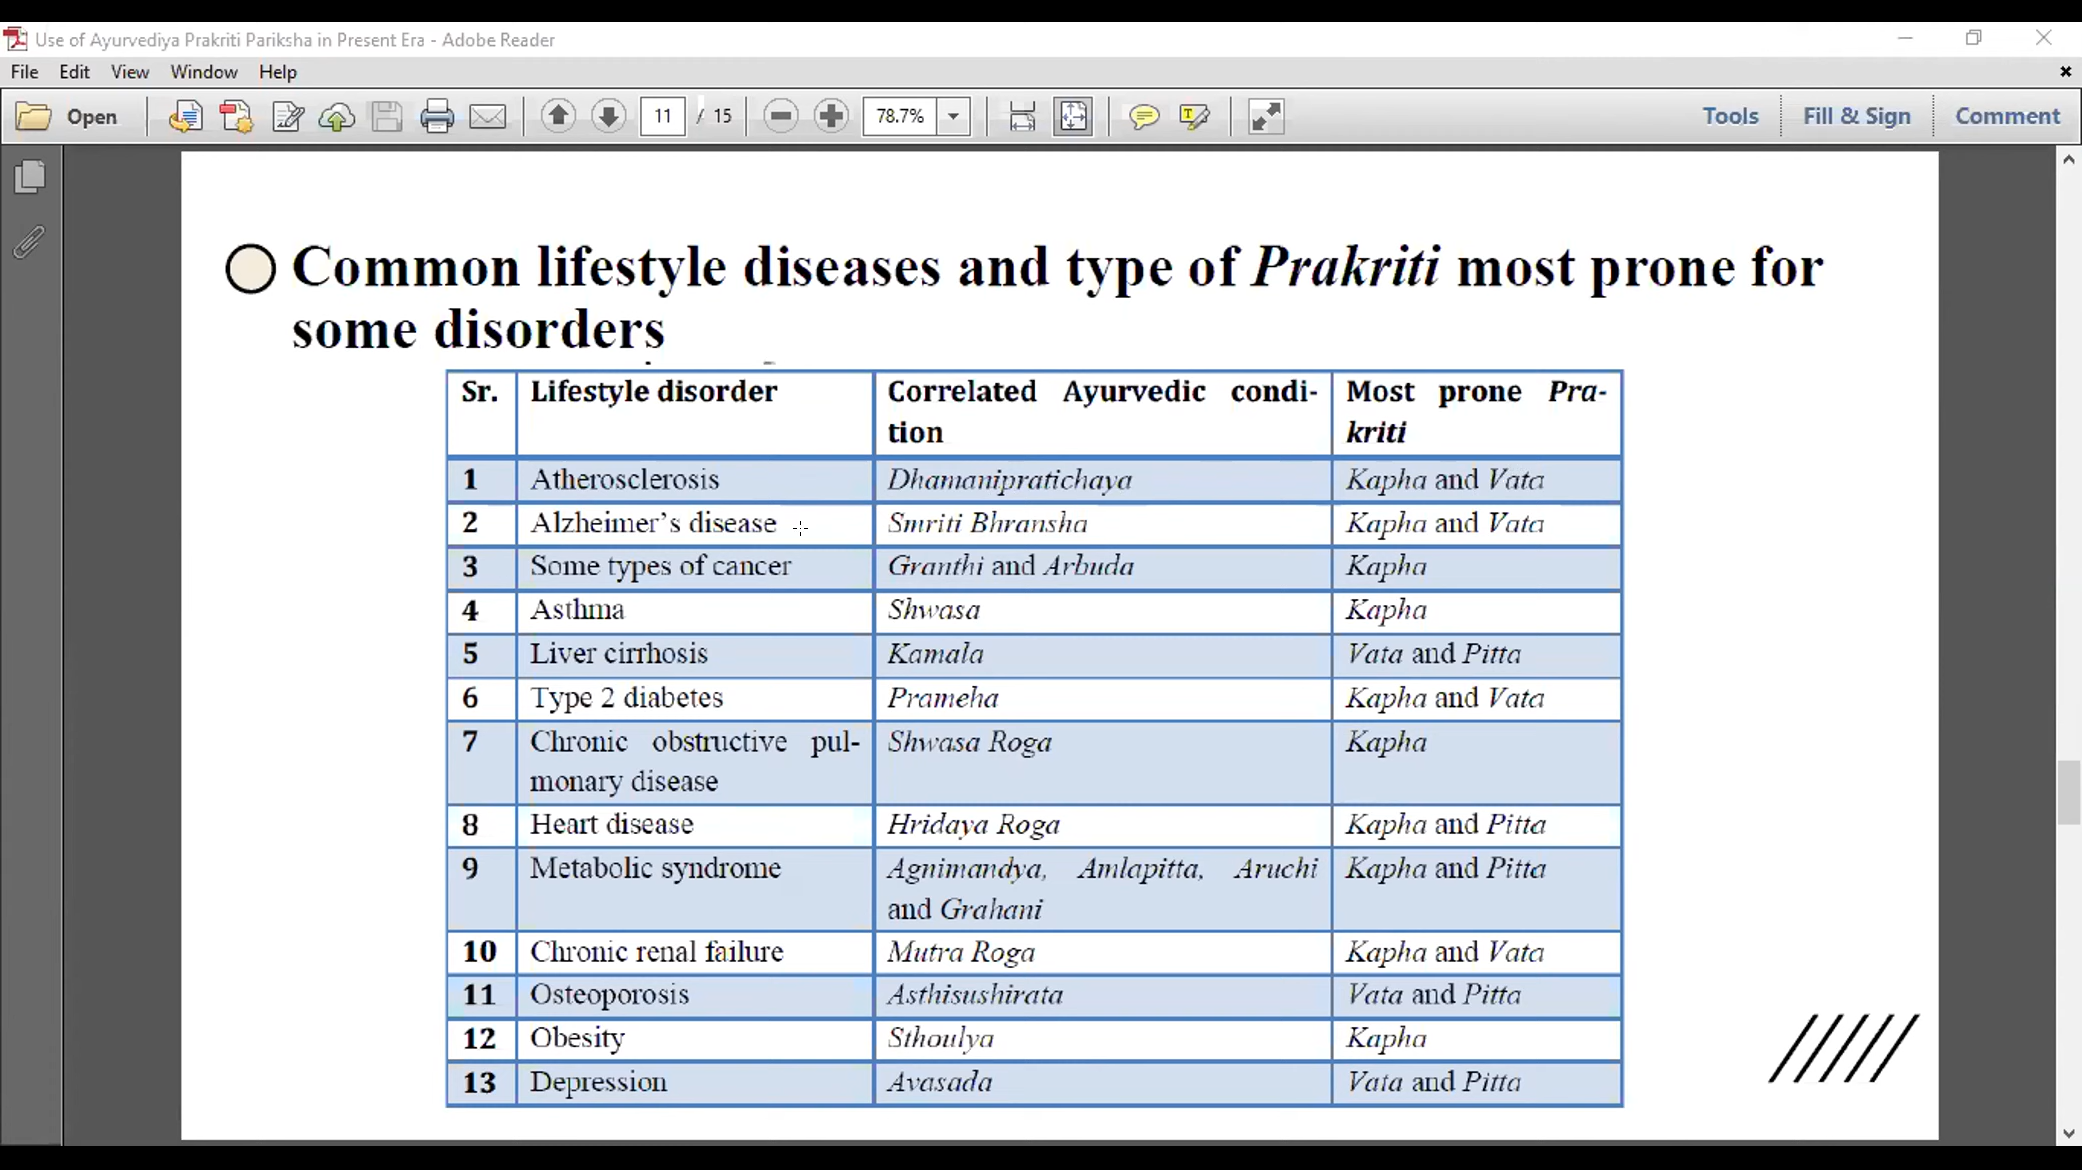 Use of Ayurvediya Prakriti Pariksha in Present Era - Adobe Reader
File Edit View Window Help
Open 11 / 15 78.7% Tools Fill & Sign Comment
Common lifestyle diseases and type of Prakriti most prone for
some disorders
Sr. Lifestyle disorder Correlated Ayurvedic condi-
tion Most prone Pra-
kriti
1 Atherosclerosis Dhamanipratichaya Kapha and Vata
2 Alzheimer's disease Smriti Bhransha Kapha and Vata
3 Some types of cancer Granthi and Arbuda Kapha
4 Asthma Shwasa Kapha
5 Liver cirrhosis Kamala Vata and Pitta
6 Type 2 diabetes Prameha Kapha and Vata
7 Chronic obstructive pul-
monary disease Shwasa Roga Kapha
8 Heart disease Hridaya Roga Kapha and Pitta
9 Metabolic syndrome Agnimandya, Amlapitta, Aruchi
and Grahani Kapha and Pitta
10 Chronic renal failure Mutra Roga Kapha and Vata
11 Osteoporosis Asthisushirata Vata and Pitta
12 Obesity Sthoulya Kapha
13 Depression Avasada Vata and Pitta